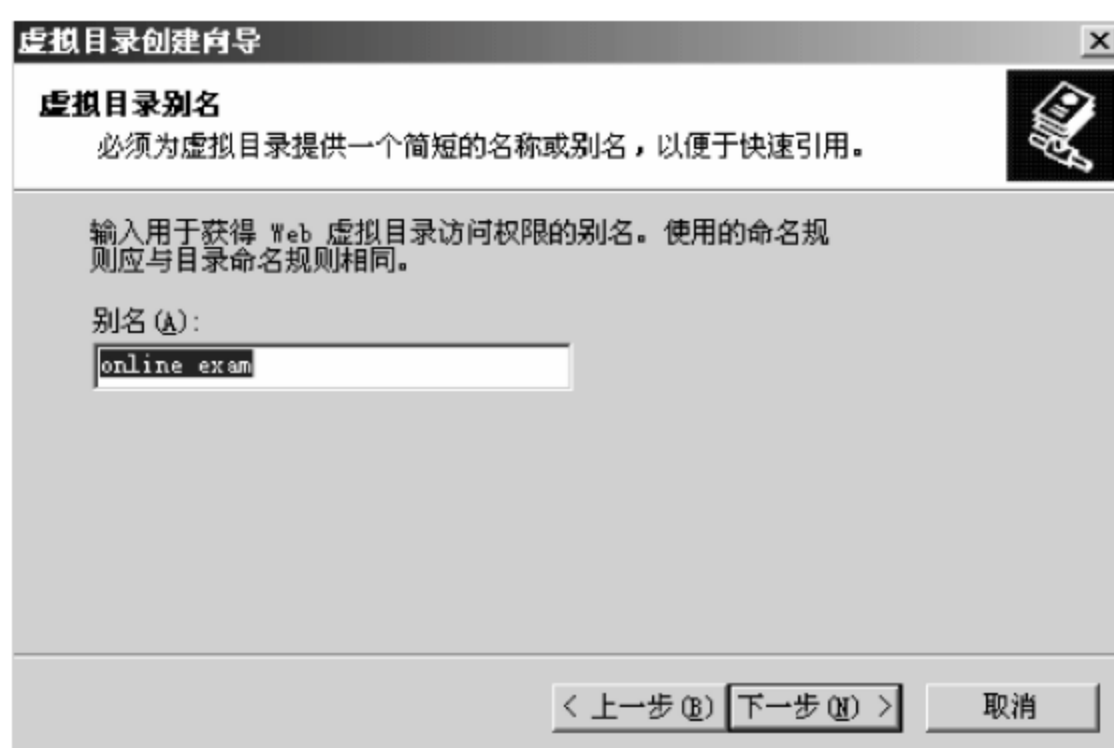 虚拟目录创建向导
虚拟目录别名
必须为虚拟目录提供一个简短的名称或别名，以便于快速引用。
输入用于获得 Web 虚拟目录访问权限的别名。使用的命名规
则应与目录命名规则相同。
别名(A):
online exam
< 上一步(B) 下一步(N) > 取消